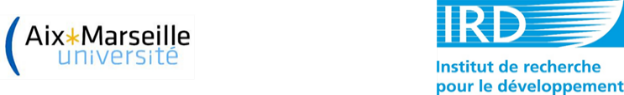 Aix*Marseille
université
IRD
Institut de recherche
pour le développement